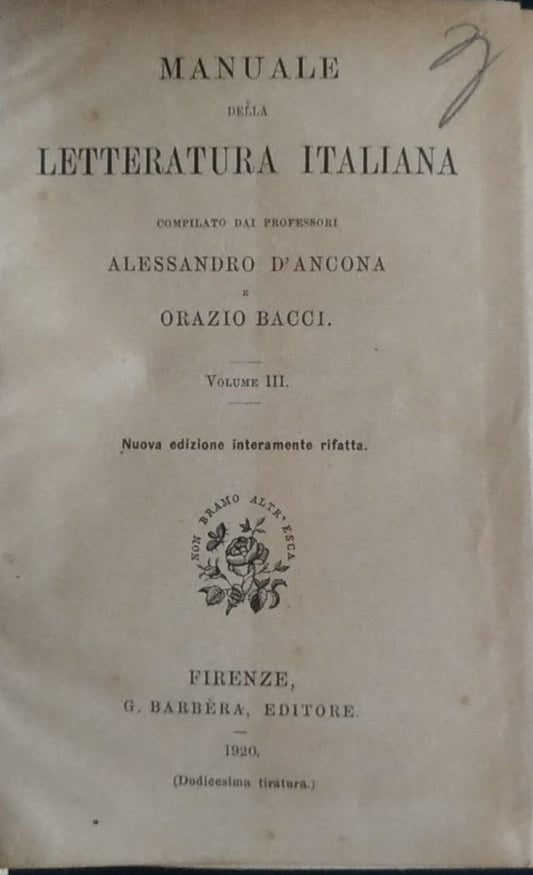 MANUALE
DELLA
LETTERATURA ITALIANA
COMPILATO DAI PROFESSORI
ALESSANDRO D'ANCONA
E
ORAZIO BACCI.
VOLUME III.
Nuova edizione interamente rifatta.
NON BRAMO ALTR' ESCA
FIRENZE,
G. BARBÈRA, EDITORE.
1920.
(Dodicesima tiratura.)